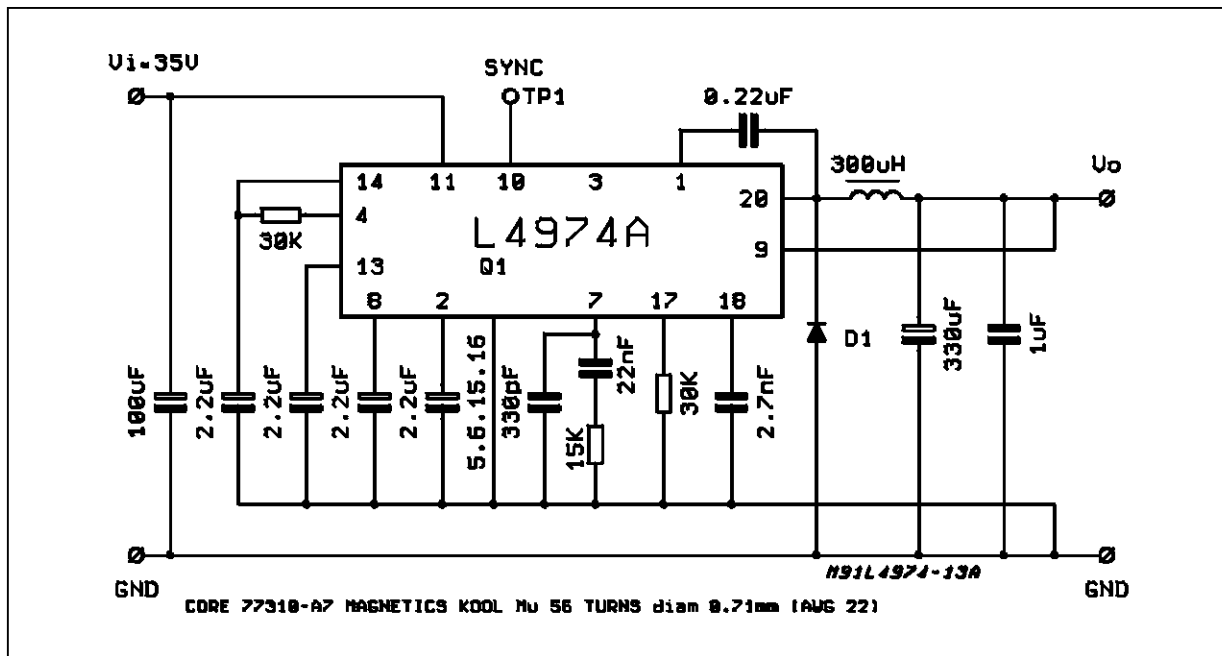 Vi=35V
SYNC
TP1
0.22uF
300uH
Vo
14
11
10
3
1
20
4
30K
L4974A
9
13
Q1
8
2
7
17
18
D1
100uF
2.2uF
2.2uF
2.2uF
2.2uF
5.6.15.16
330pF
22nF
15K
30K
2.7nF
330uF
1uF
M91L4974-13A
GND
GND
CORE 77310-A7 MAGNETICS KOOL Mu 56 TURNS diam 0.71mm (AWG 22)